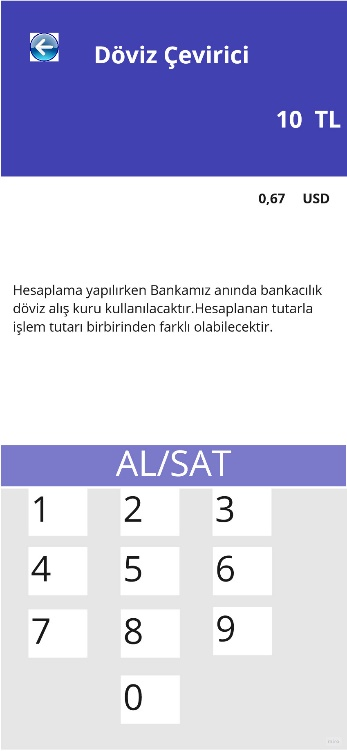 Döviz Çevirici
10 TL
0,67 USD
Hesaplama yapılırken Bankamız anında bankacılık
döviz alış kuru kullanılacaktır.Hesaplanan tutarla
işlem tutarı birbirinden farklı olabilecektir.
AL/SAT
1 2 3
4 5 6
7 8 9
0